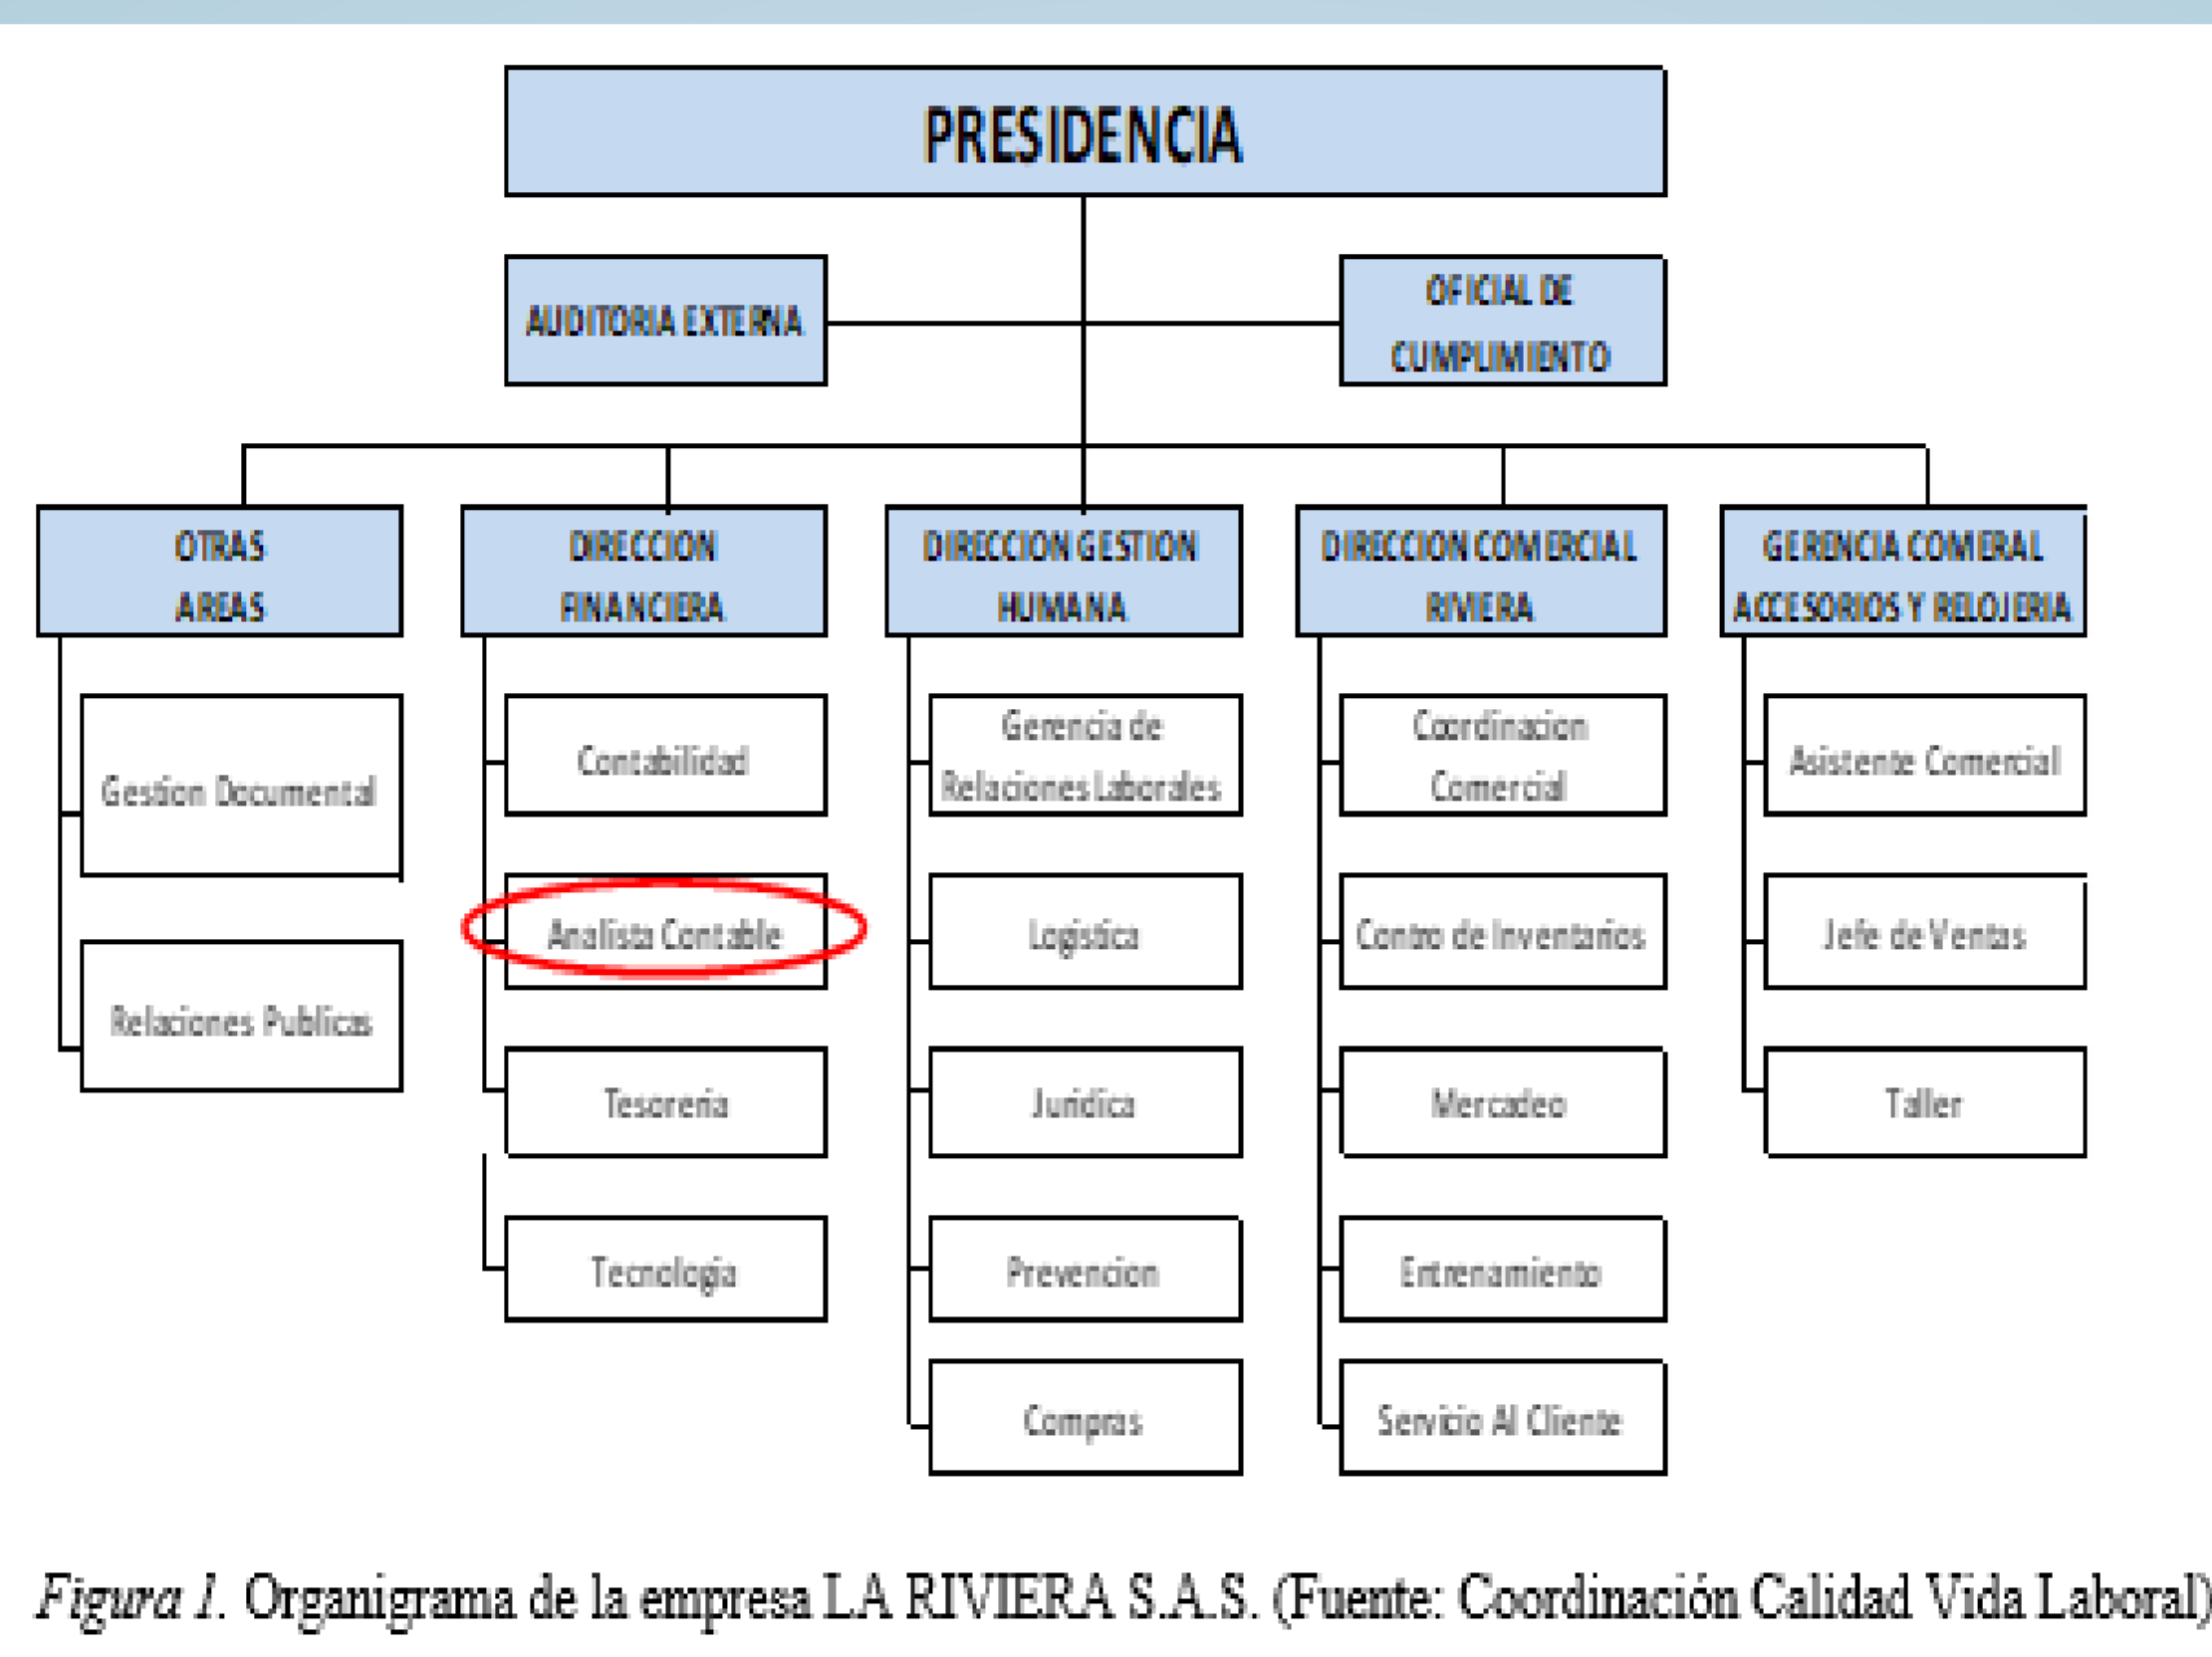 PRESIDENCIA
AUDITORIA EXTERNA
OFICIAL DE
CUMPLIMIENTO
OTRAS
AREAS
DIRECCION
FINANCIERA
DIRECCION GESTION
HUMANA
DIRECCION COMERCIAL
RIVIERA
GERENCIA COMERAL
ACCESORIOS Y RELOJERIA
Gestion Documental
Relaciones Publicas
Contabilidad
Analista Contable
Tesoreria
Tecnologia
Gerencia de
Relaciones Laborales
Logistica
Juridica
Prevencion
Compras
Coordinacion
Comercial
Contro de Inventarios
Mercadeo
Entrenamiento
Servicio Al Cliente
Asistente Comercial
Jefe de Ventas
Taller
Figura 1. Organigrama de la empresa LA RIVIERA S.A.S. (Fuente: Coordinación Calidad Vida Laboral)